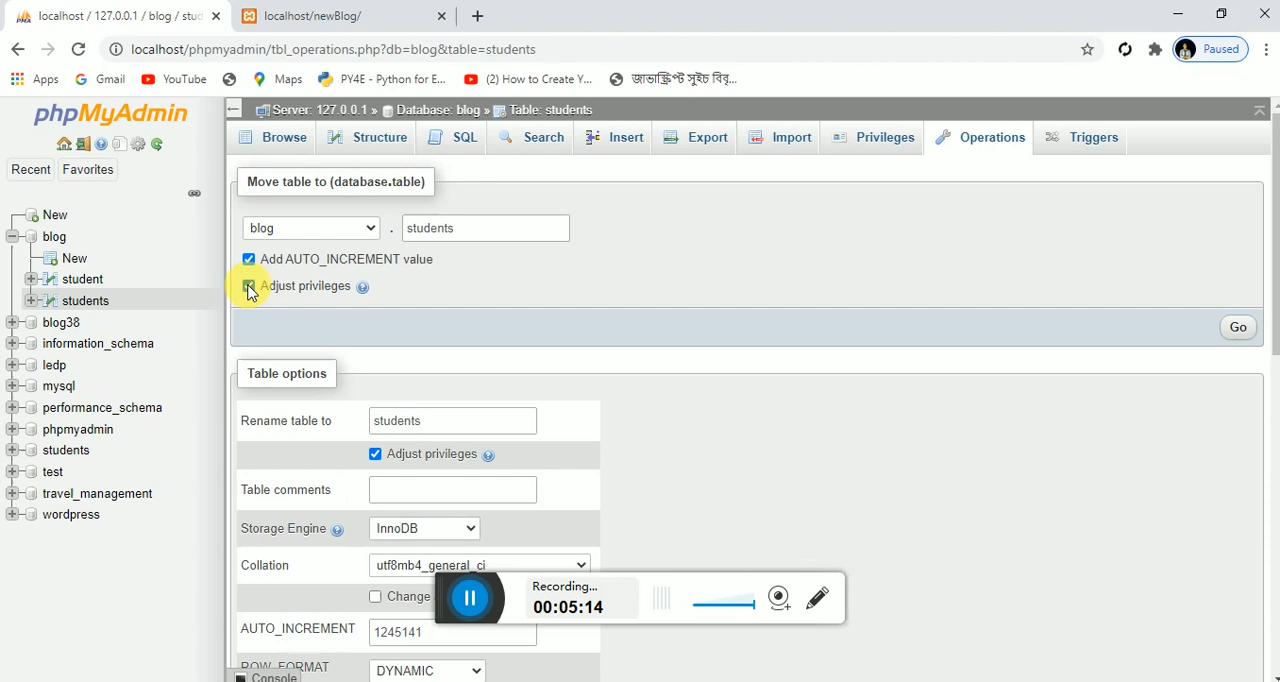 localhost / 127.0.0.1 / blog / stud
localhost/newBlog/
localhost/phpmyadmin/tbl_operations.php?db=blog&table=students
Paused
Apps
Gmail
YouTube
Maps
PY4E - Python for E...
(2) How to Create Y...
জাভাস্ক্রিপ্ট সুইচ বিবৃ...
phpMyAdmin
Recent
Favorites
New
blog
New
student
students
blog38
information_schema
ledp
mysql
performance_schema
phpmyadmin
students
test
travel_management
wordpress
Server: 127.0.0.1 » Database: blog » Table: students
Browse
Structure
SQL
Search
Insert
Export
Import
Privileges
Operations
Triggers
Move table to (database.table)
blog . students
Add AUTO_INCREMENT value
Adjust privileges
Go
Table options
Rename table to students
Adjust privileges
Table comments
Storage Engine InnoDB
Collation utf8mb4_general_ci
Change
AUTO_INCREMENT 1245141
ROW_FORMAT DYNAMIC
Console
Recording...
00:05:14